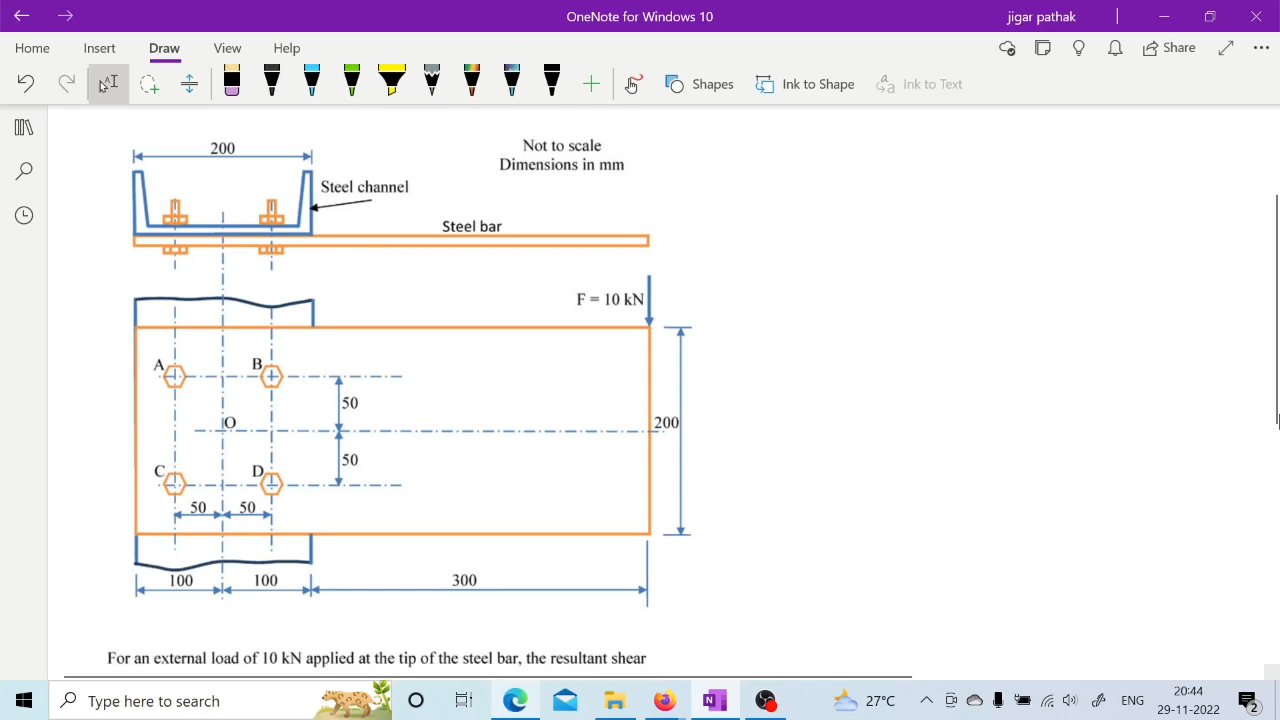 OneNote for Windows 10
jigar pathak
Home
Insert
Draw
View
Help
Share
Shapes
Ink to Shape
Ink to Text
200
Not to scale
Dimensions in mm
Steel channel
Steel bar
F = 10 kN
A
B
50
O
200
50
C
D
50
50
100
100
300
For an external load of 10 kN applied at the tip of the steel bar, the resultant shear
Type here to search
27°C
ENG
20:44
29-11-2022
2